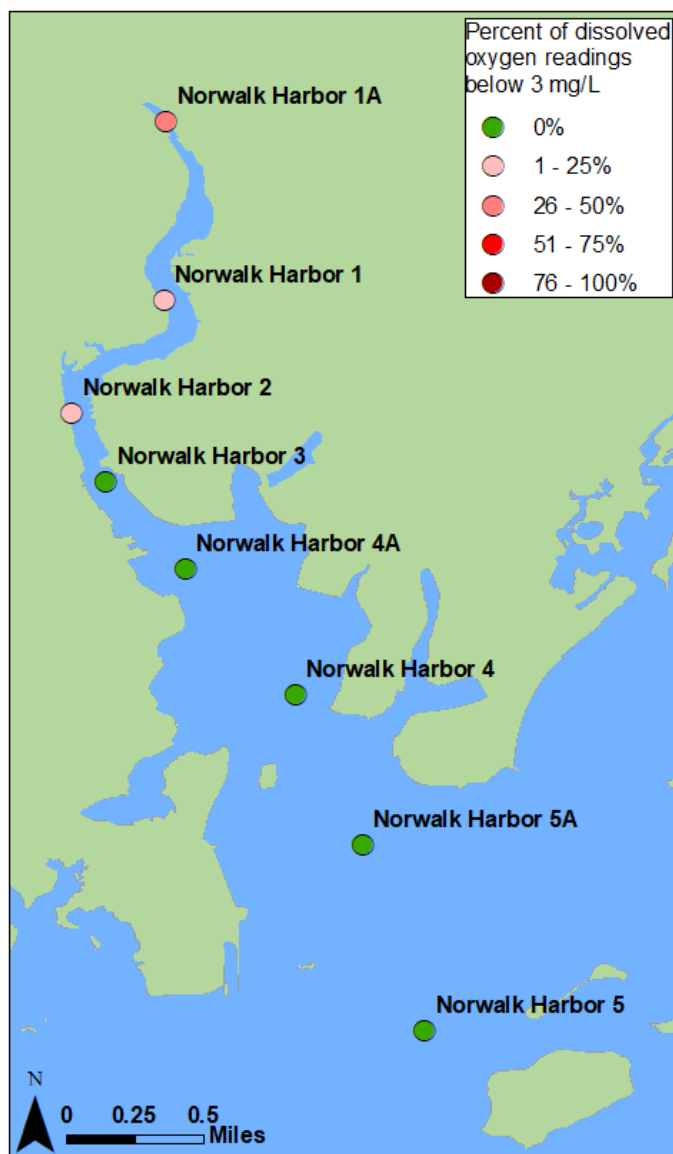 Percent of dissolved
oxygen readings
below 3 mg/L
0%
1 - 25%
26 - 50%
51 - 75%
76 - 100%
Norwalk Harbor 1A
Norwalk Harbor 1
Norwalk Harbor 2
Norwalk Harbor 3
Norwalk Harbor 4A
Norwalk Harbor 4
Norwalk Harbor 5A
Norwalk Harbor 5
N
0 0.25 0.5
Miles